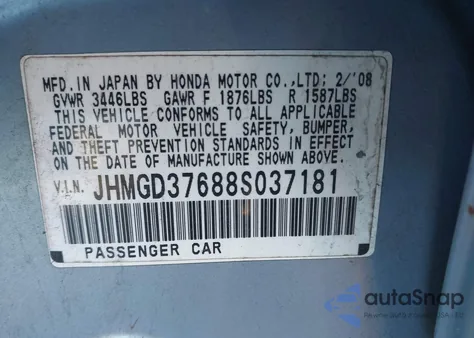 MFD. IN JAPAN BY HONDA MOTOR CO.,LTD; 2/'08
GVWR 3446LBS GAWR F 1876LBS R 1587LBS
THIS VEHICLE CONFORMS TO ALL APPLICABLE
FEDERAL MOTOR VEHICLE SAFETY, BUMPER,
AND THEFT PREVENTION STANDARDS IN EFFECT
ON THE DATE OF MANUFACTURE SHOWN ABOVE.
V.I.N. JHMGD37688S037181
PASSENGER CAR
autoSnap